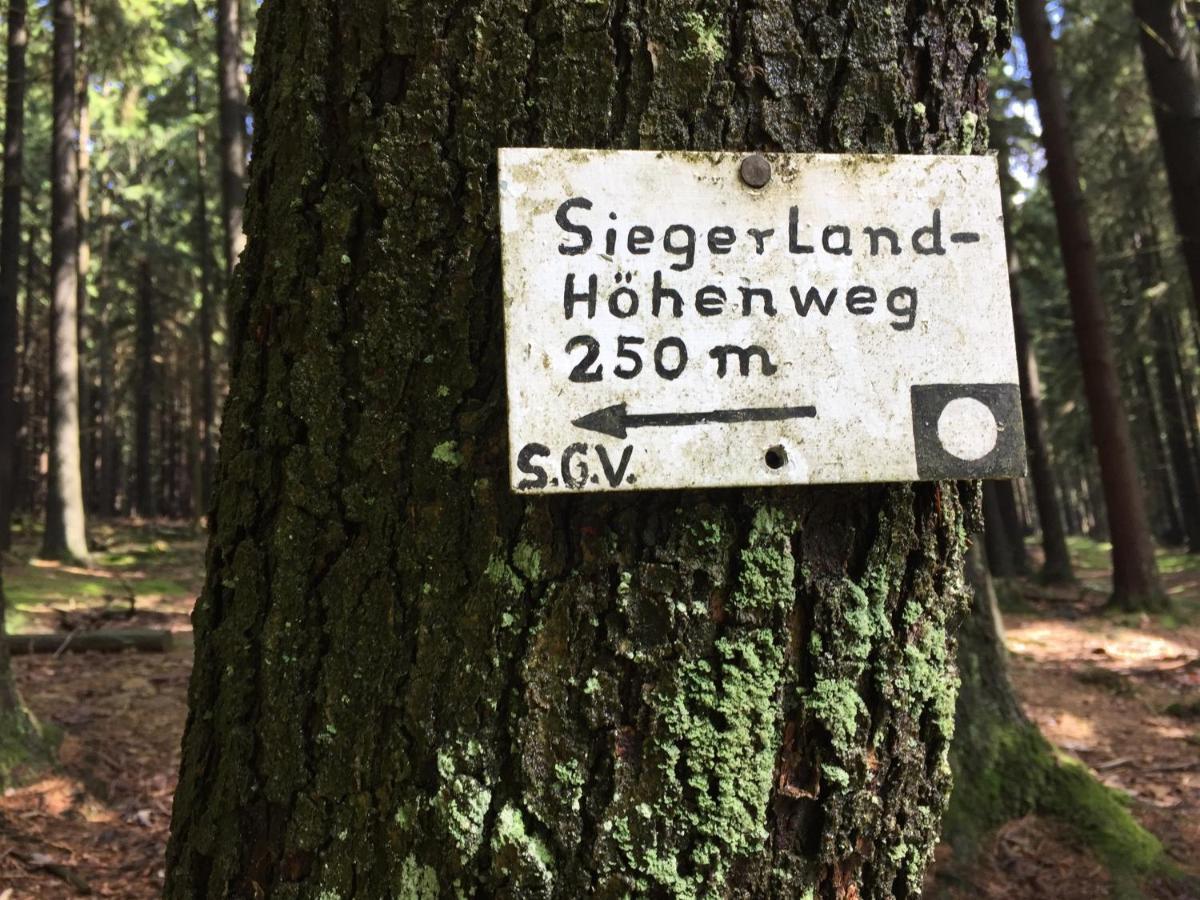 Siegerland-
Höhenweg
250 m
S.G.V.